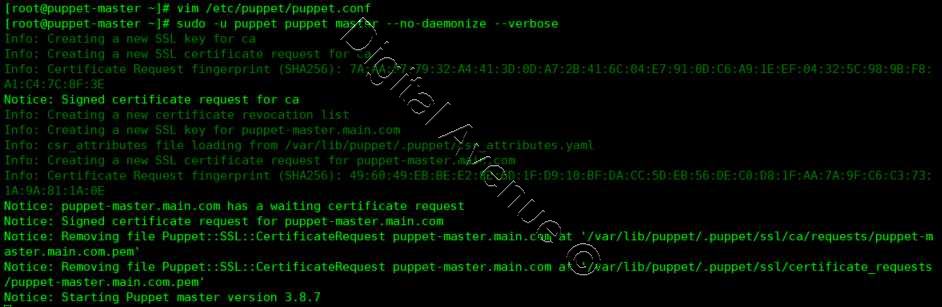 [root@puppet-master ~]# vim /etc/puppet/puppet.conf
[root@puppet-master ~]# sudo -u puppet puppet master --no-daemonize --verbose
Info: Creating a new SSL key for ca
Info: Creating a new SSL certificate request for ca
Info: Certificate Request fingerprint (SHA256): :79:32:A4:41:3D:0D:A7:2B:41:6C:04:E7:91:0D:C6:A9:1E:EF:04:32:5C:98:9B:F8:
A1:C4:7C:0F:3E
Notice: Signed certificate request for ca
Info: Creating a new certificate revocation list
Info: Creating a new SSL key for puppet-master.main.com
Info: csr_attributes file loading from /var/lib/puppet/.puppet/csr_attributes.yaml
Info: Creating a new SSL certificate request for puppet-master.main.com
Info: Certificate Request fingerprint (SHA256): 49:60:49:EB:BE:E2: :1F:D9:10:BF:DA:CC:5D:EB:56:DE:C0:D8:1F:AA:7A:9F:C6:C3:73:
1A:9A:81:1A:0E
Notice: puppet-master.main.com has a waiting certificate request
Notice: Signed certificate request for puppet-master.main.com
Notice: Removing file Puppet::SSL::CertificateRequest puppet-master.main.com at '/var/lib/puppet/.puppet/ssl/ca/requests/puppet-m
aster.main.com.pem'
Notice: Removing file Puppet::SSL::CertificateRequest puppet-master.main.com at '/var/lib/puppet/.puppet/ssl/certificate_requests
/puppet-master.main.com.pem'
Notice: Starting Puppet master version 3.8.7
Digital Avenue ©